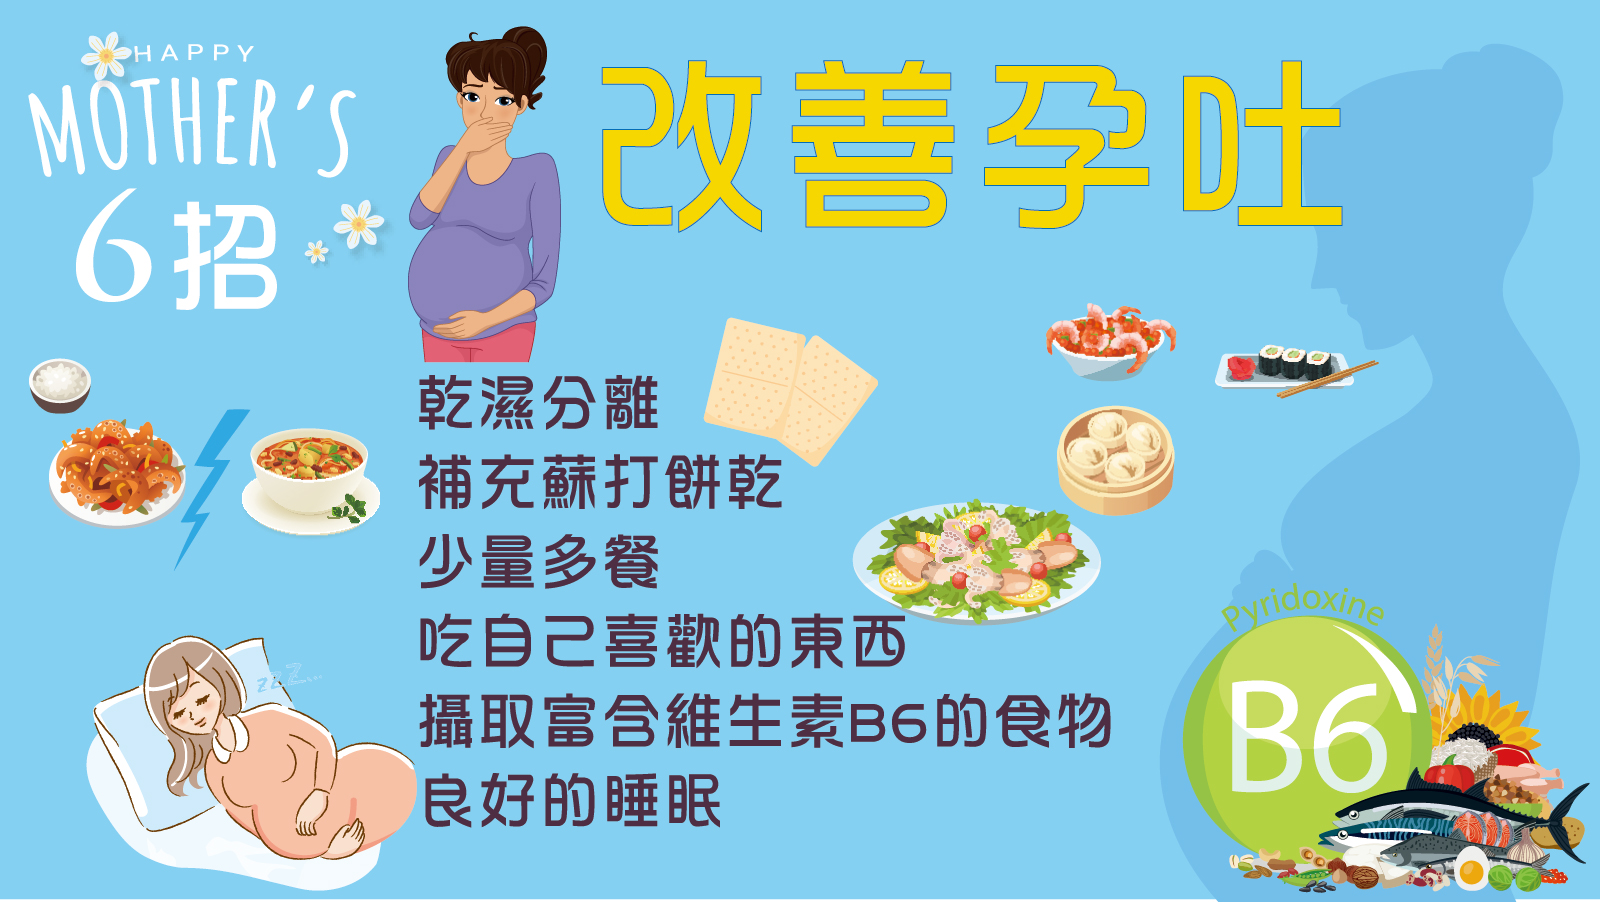 HAPPY
MOTHER'S
6招
改善孕吐
乾濕分離
補充蘇打餅乾
少量多餐
吃自己喜歡的東西
攝取富含維生素B6的食物
良好的睡眠
zzZ......
Pyridoxine
B6